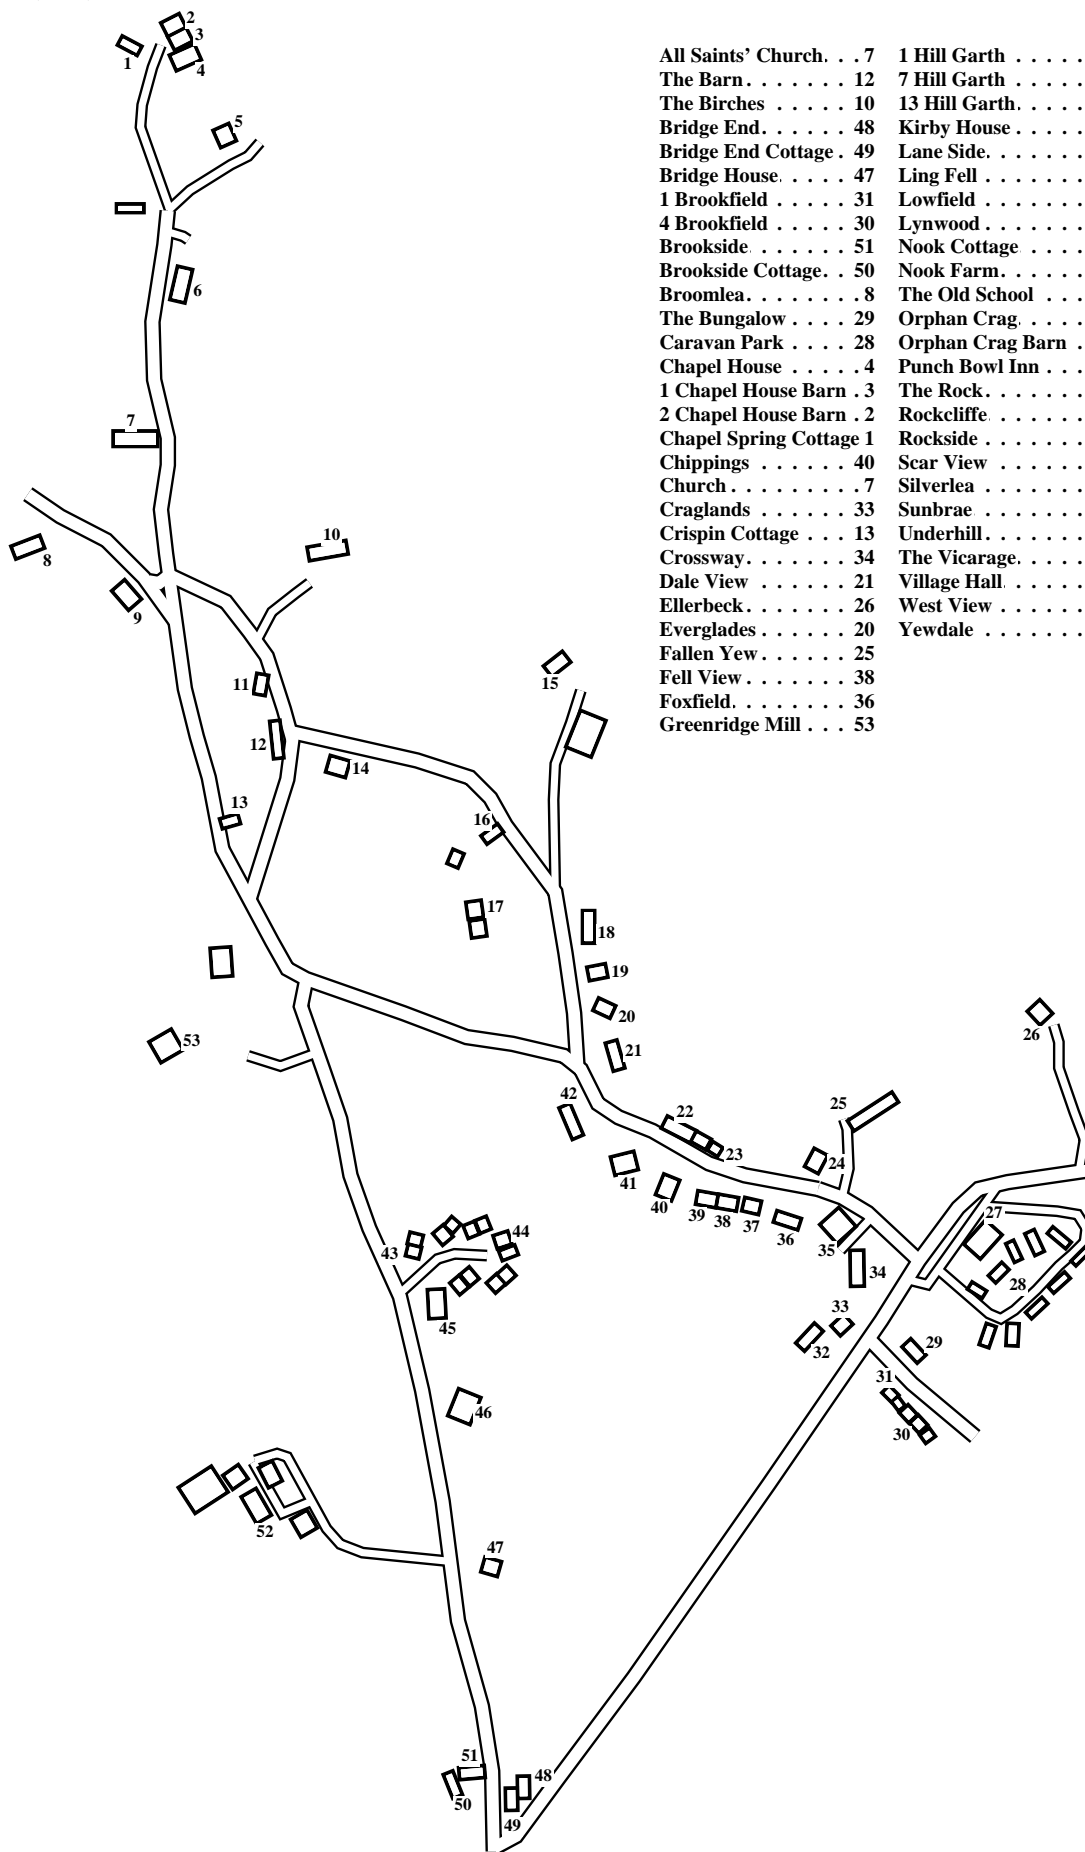 All Saints’ Church. . . 7
The Barn . . . . . . . 12
The Birches . . . . . 10
Bridge End. . . . . . 48
Bridge End Cottage . 49
Bridge House. . . . . 47
1 Brookfield . . . . . 31
4 Brookfield . . . . . 30
Brookside. . . . . . . 51
Brookside Cottage. . 50
Broomlea. . . . . . . 8
The Bungalow . . . . 29
Caravan Park . . . . 28
Chapel House . . . . 4
1 Chapel House Barn . 3
2 Chapel House Barn . 2
Chapel Spring Cottage 1
Chippings . . . . . . 40
Church . . . . . . . . 7
Craglands . . . . . . 33
Crispin Cottage . . . 13
Crossway. . . . . . . 34
Dale View . . . . . . 21
Ellerbeck . . . . . . . 26
Everglades . . . . . . 20
Fallen Yew . . . . . . 25
Fell View . . . . . . . 38
Foxfield. . . . . . . . 36
Greenridge Mill . . . 53
1 Hill Garth . . . . .
7 Hill Garth . . . . .
13 Hill Garth. . . . .
Kirby House . . . . .
Lane Side. . . . . . .
Ling Fell . . . . . . .
Lowfield . . . . . . .
Lynwood . . . . . . .
Nook Cottage. . . . .
Nook Farm. . . . . .
The Old School . . .
Orphan Crag. . . . .
Orphan Crag Barn .
Punch Bowl Inn . . .
The Rock. . . . . . .
Rockcliffe. . . . . . .
Rockside . . . . . . .
Scar View . . . . . .
Silverlea . . . . . . .
Sunbrae. . . . . . . .
Underhill. . . . . . .
The Vicarage. . . . .
Village Hall. . . . . .
West View . . . . . .
Yewdale . . . . . . .
2
3
1
4
5
6
7
10
8
9
15
11
12
14
13
16
17
18
19
20
26
53
21
42
25
22
23
24
41
40
39
38
37
36
35
27
44
43
34
28
45
33
32
29
31
46
30
52
47
51
48
50
49